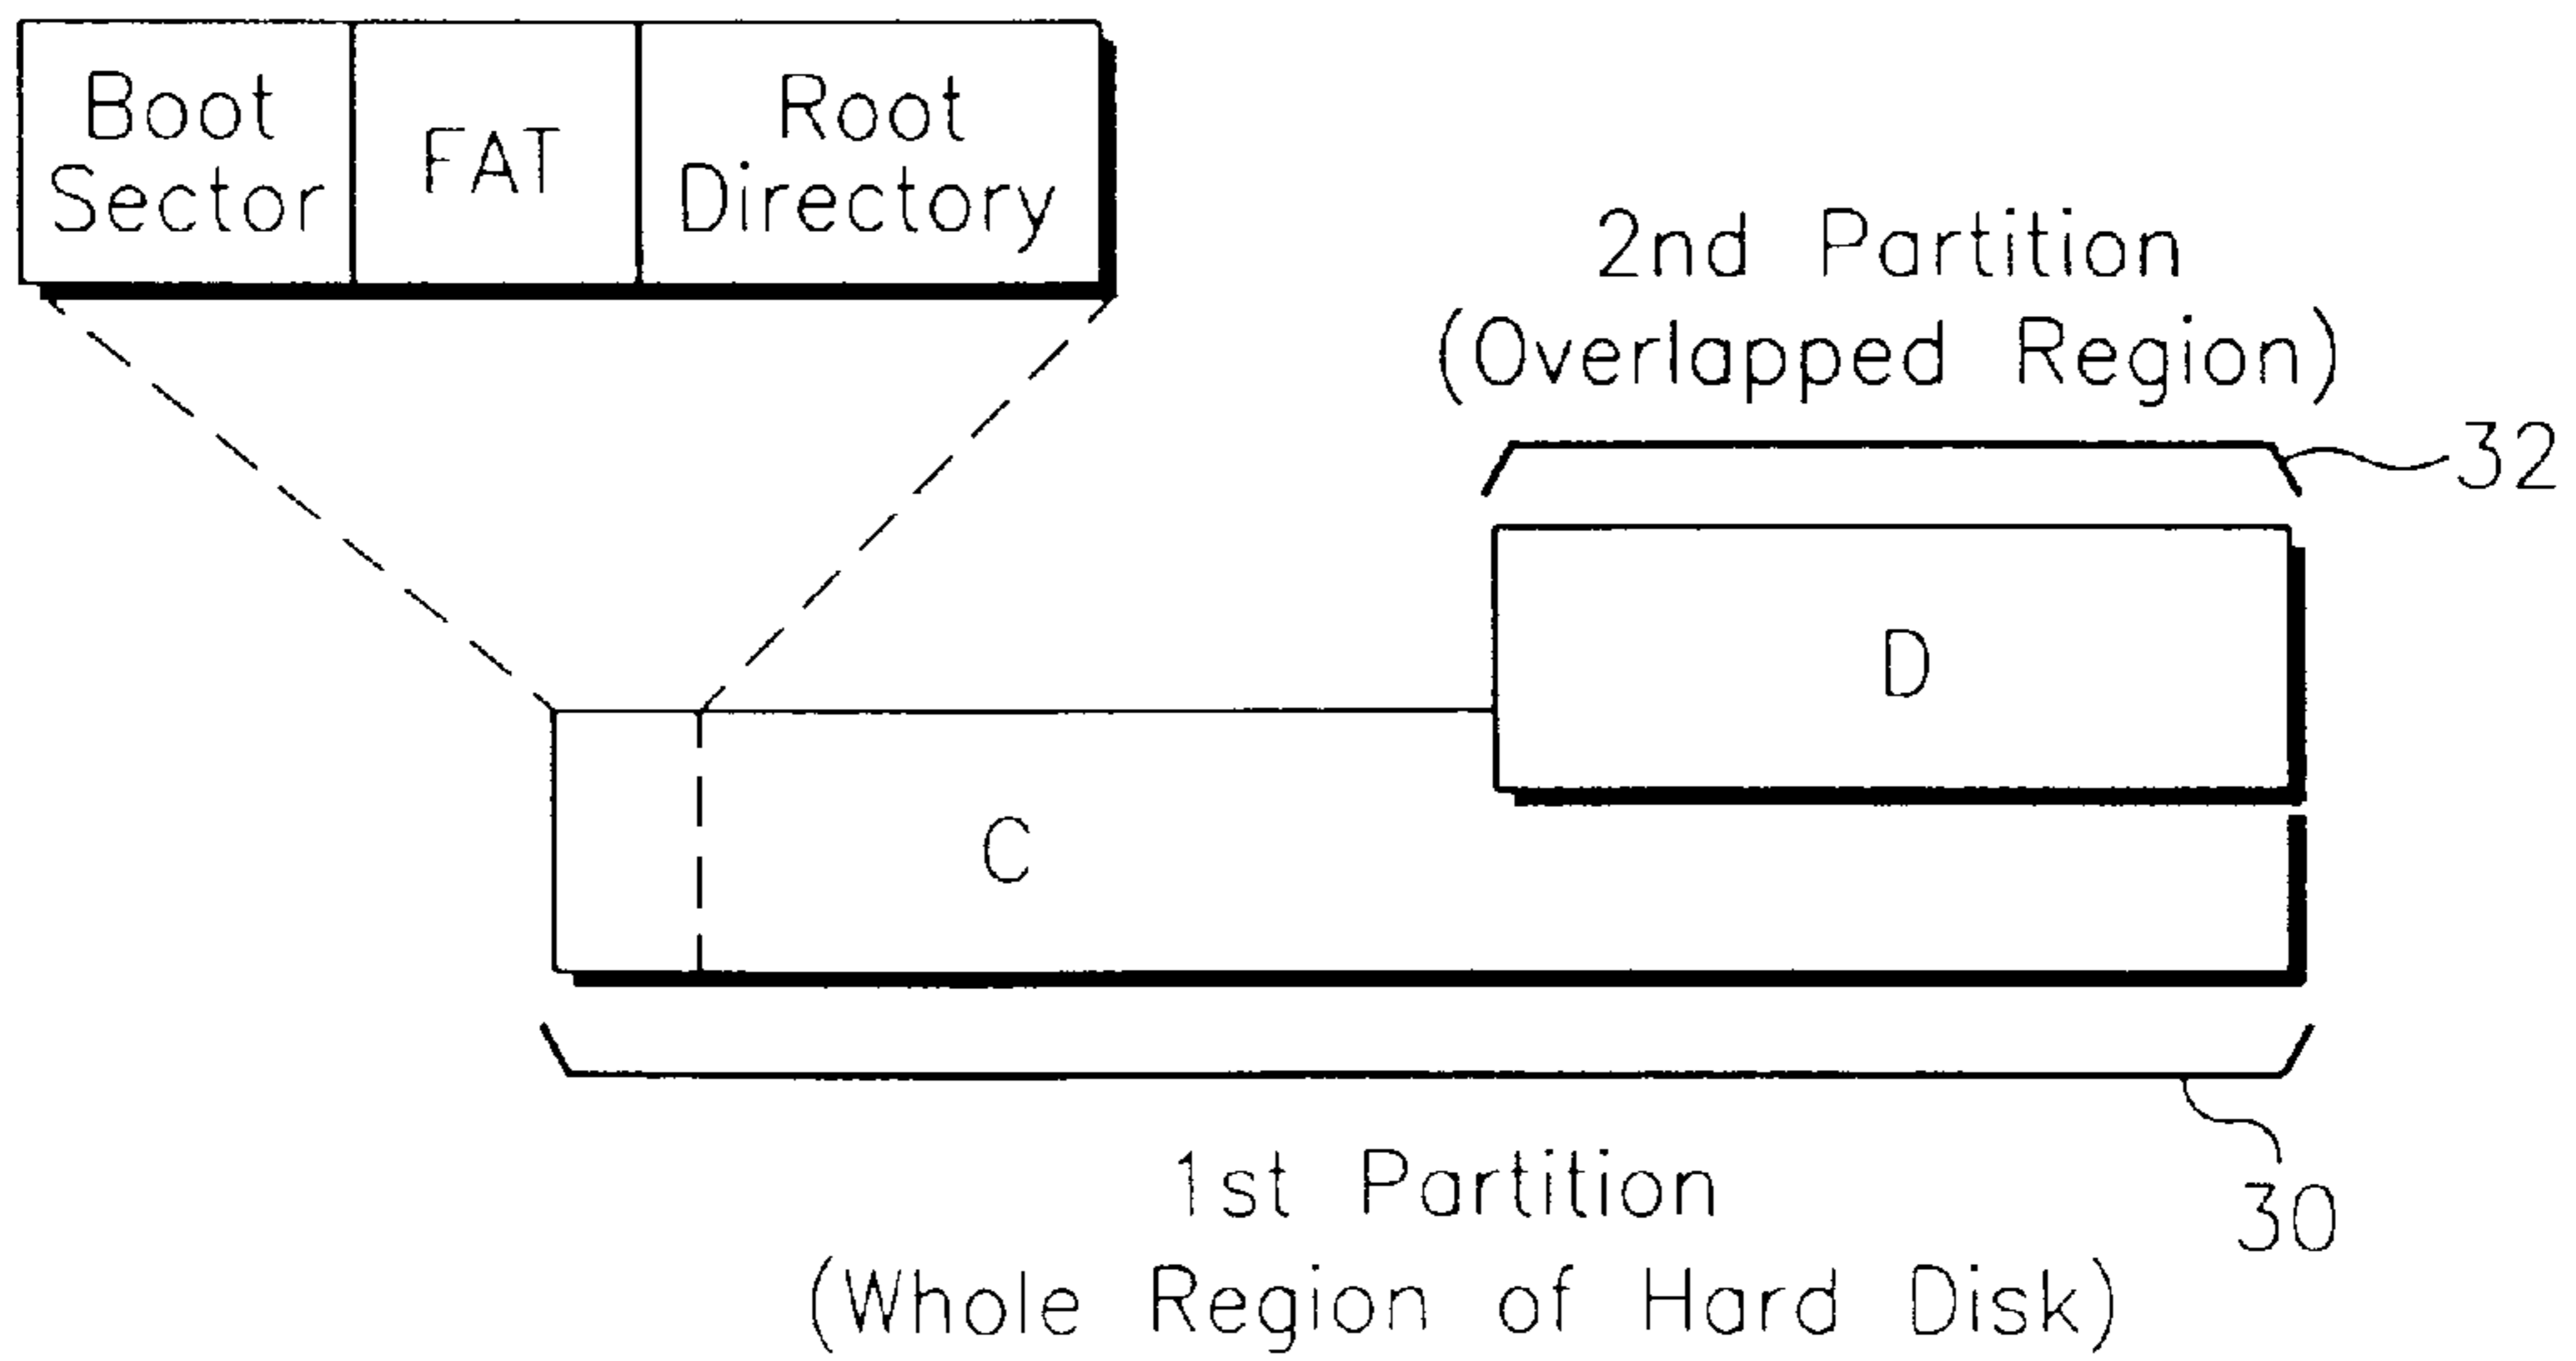 Boot
Sector
FAT
Root
Directory
2nd Partition
(Overlapped Region)
32
D
C
1st Partition
30
(Whole Region of Hard Disk)